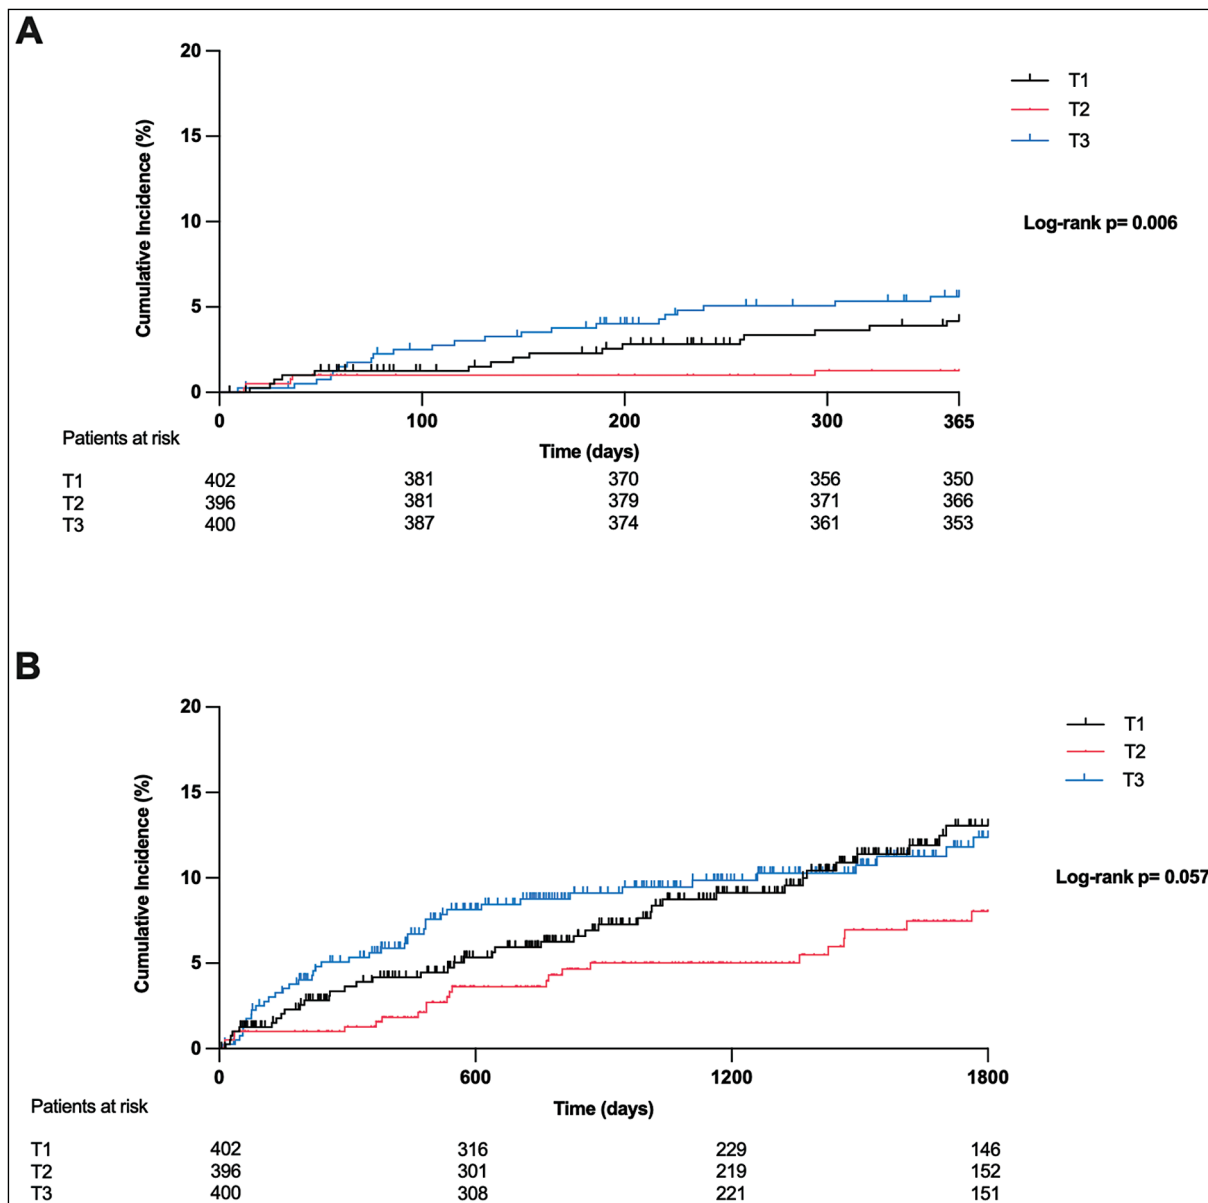 A
20
15
10
5
0
Cumulative Incidence (%)
T1
T2
T3
Log-rank p= 0.006
0 100 200 300 365
Time (days)
Patients at risk
T1 402 381 370 356 350
T2 396 381 379 371 366
T3 400 387 374 361 353
B
20
15
10
5
0
Cumulative Incidence (%)
T1
T2
T3
Log-rank p= 0.057
0 600 1200 1800
Time (days)
Patients at risk
T1 402 316 229 146
T2 396 301 219 152
T3 400 308 221 151